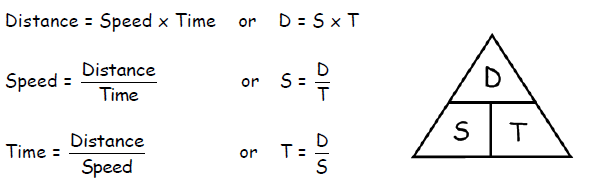 Distance = Speed x Time or D = S x T
Speed = Distance / Time or S = D / T
Time = Distance / Speed or T = D / S
D
S T